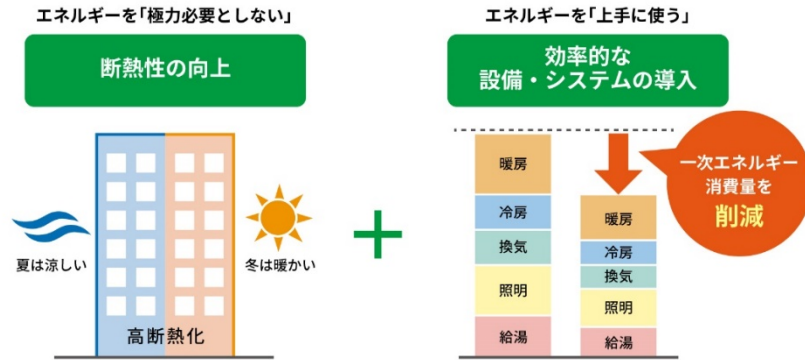 エネルギーを「極力必要としない」
断熱性の向上
夏は涼しい
冬は暖かい
高断熱化
＋
エネルギーを「上手に使う」
効率的な
設備・システムの導入
暖房
冷房
換気
照明
給湯
暖房
冷房
換気
照明
給湯
一次エネルギー
消費量を
削減